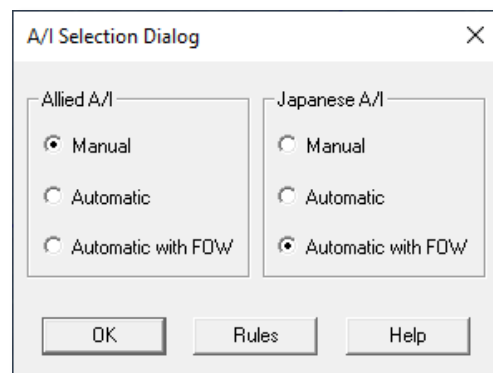 A/I Selection Dialog
Allied A/I
Manual
Automatic
Automatic with FOW
Japanese A/I
Manual
Automatic
Automatic with FOW
OK
Rules
Help